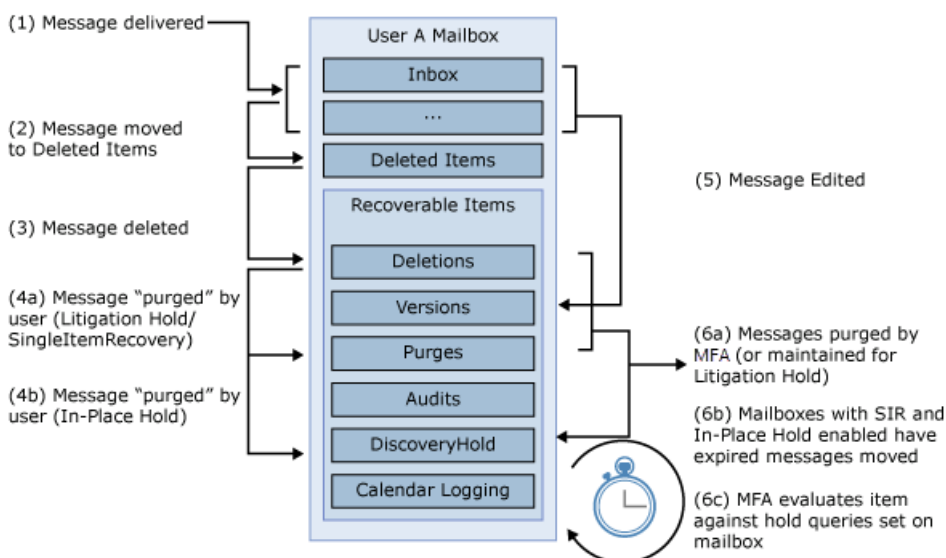 (1) Message delivered
(2) Message moved
to Deleted Items
(3) Message deleted
(4a) Message “purged” by
user (Litigation Hold/
SingleItemRecovery)
(4b) Message “purged” by
user (In-Place Hold)
User A Mailbox
Inbox
...
Deleted Items
Recoverable Items
Deletions
Versions
Purges
Audits
DiscoveryHold
Calendar Logging
(5) Message Edited
(6a) Messages purged by
MFA (or maintained for
Litigation Hold)
(6b) Mailboxes with SIR and
In-Place Hold enabled have
expired messages moved
(6c) MFA evaluates item
against hold queries set on
mailbox